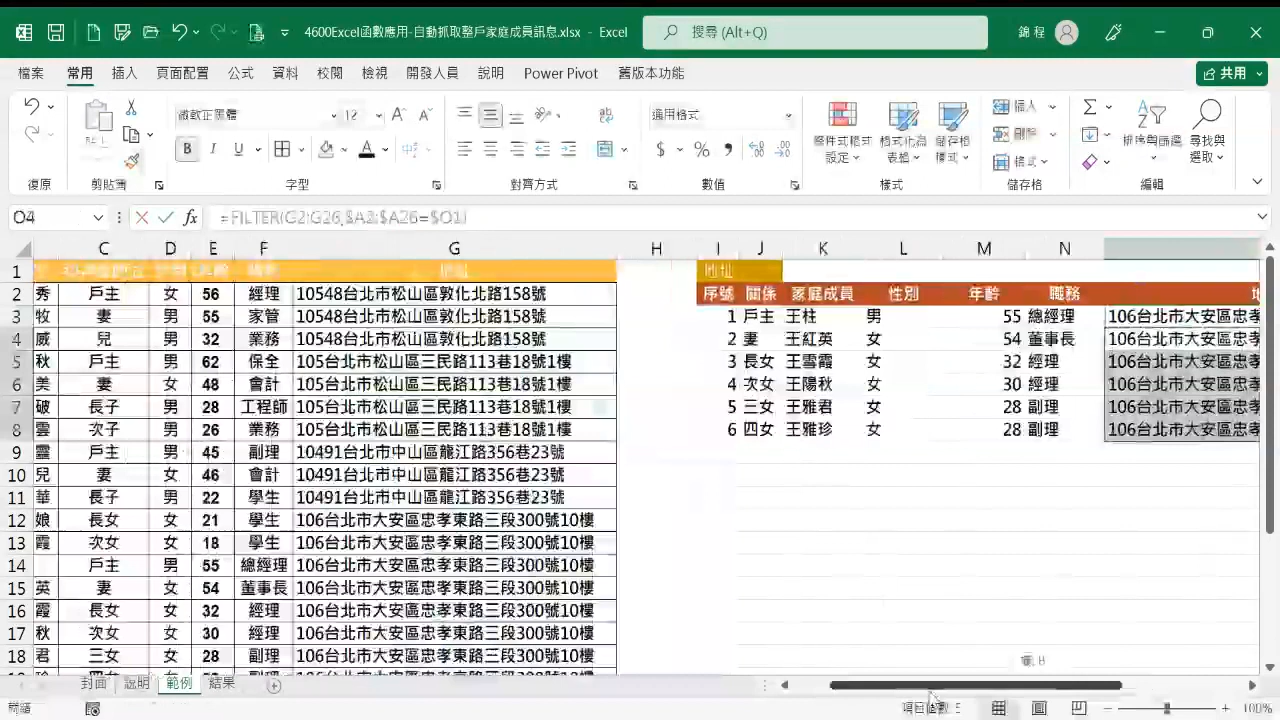 4600Excel函數應用-自動抓取整戶家庭成員訊息.xlsx - Excel
搜尋 (Alt+Q)
錦 程
檔案 常用 插入 頁面配置 公式 資料 校閱 檢視 開發人員 說明 Power Pivot 舊版本功能 共用
微軟正黑體 12 通用格式
B I U A $ %
條件式格式設定 格式化為表格 儲存格樣式 插入 刪除 格式 排序與篩選 尋找與選取
復原 剪貼簿 字型 對齊方式 數值 樣式 儲存格 編輯
O4 fx =FILTER(G2:G26,$A2:$A26=$O1)
C D E F G H I J K L M N
1 地址 地址
2 秀 戶主 女 56 經理 10548台北市松山區敦化北路158號 序號 關係 家庭成員 性別 年齡 職務
3 牧 妻 男 55 家管 10548台北市松山區敦化北路158號 1 戶主 王柱 男 55 總經理 106台北市大安區忠孝
4 威 兒 男 32 業務 10548台北市松山區敦化北路158號 2 妻 王紅英 女 54 董事長 106台北市大安區忠孝
5 秋 戶主 男 62 保全 105台北市松山區三民路113巷18號1樓 3 長女 王雪霞 女 32 經理 106台北市大安區忠孝
6 美 妻 女 48 會計 105台北市松山區三民路113巷18號1樓 4 次女 王陽秋 女 30 經理 106台北市大安區忠孝
7 破 長子 男 28 工程師 105台北市松山區三民路113巷18號1樓 5 三女 王雅君 女 28 副理 106台北市大安區忠孝
8 雲 次子 男 26 業務 105台北市松山區三民路113巷18號1樓 6 四女 王雅珍 女 28 副理 106台北市大安區忠孝
9 靈 戶主 男 45 副理 10491台北市中山區龍江路356巷23號
10 兒 妻 女 46 會計 10491台北市中山區龍江路356巷23號
11 華 長子 男 22 學生 10491台北市中山區龍江路356巷23號
12 娘 長女 女 21 學生 106台北市大安區忠孝東路三段300號10樓
13 霞 次女 女 18 學生 106台北市大安區忠孝東路三段300號10樓
14 戶主 男 55 總經理 106台北市大安區忠孝東路三段300號10樓
15 英 妻 女 54 董事長 106台北市大安區忠孝東路三段300號10樓
16 霞 長女 女 32 經理 106台北市大安區忠孝東路三段300號10樓
17 秋 次女 女 30 經理 106台北市大安區忠孝東路三段300號10樓
18 君 三女 女 28 副理 106台北市大安區忠孝東路三段300號10樓
封面 說明 範例 結果
項目個數: 5 100%